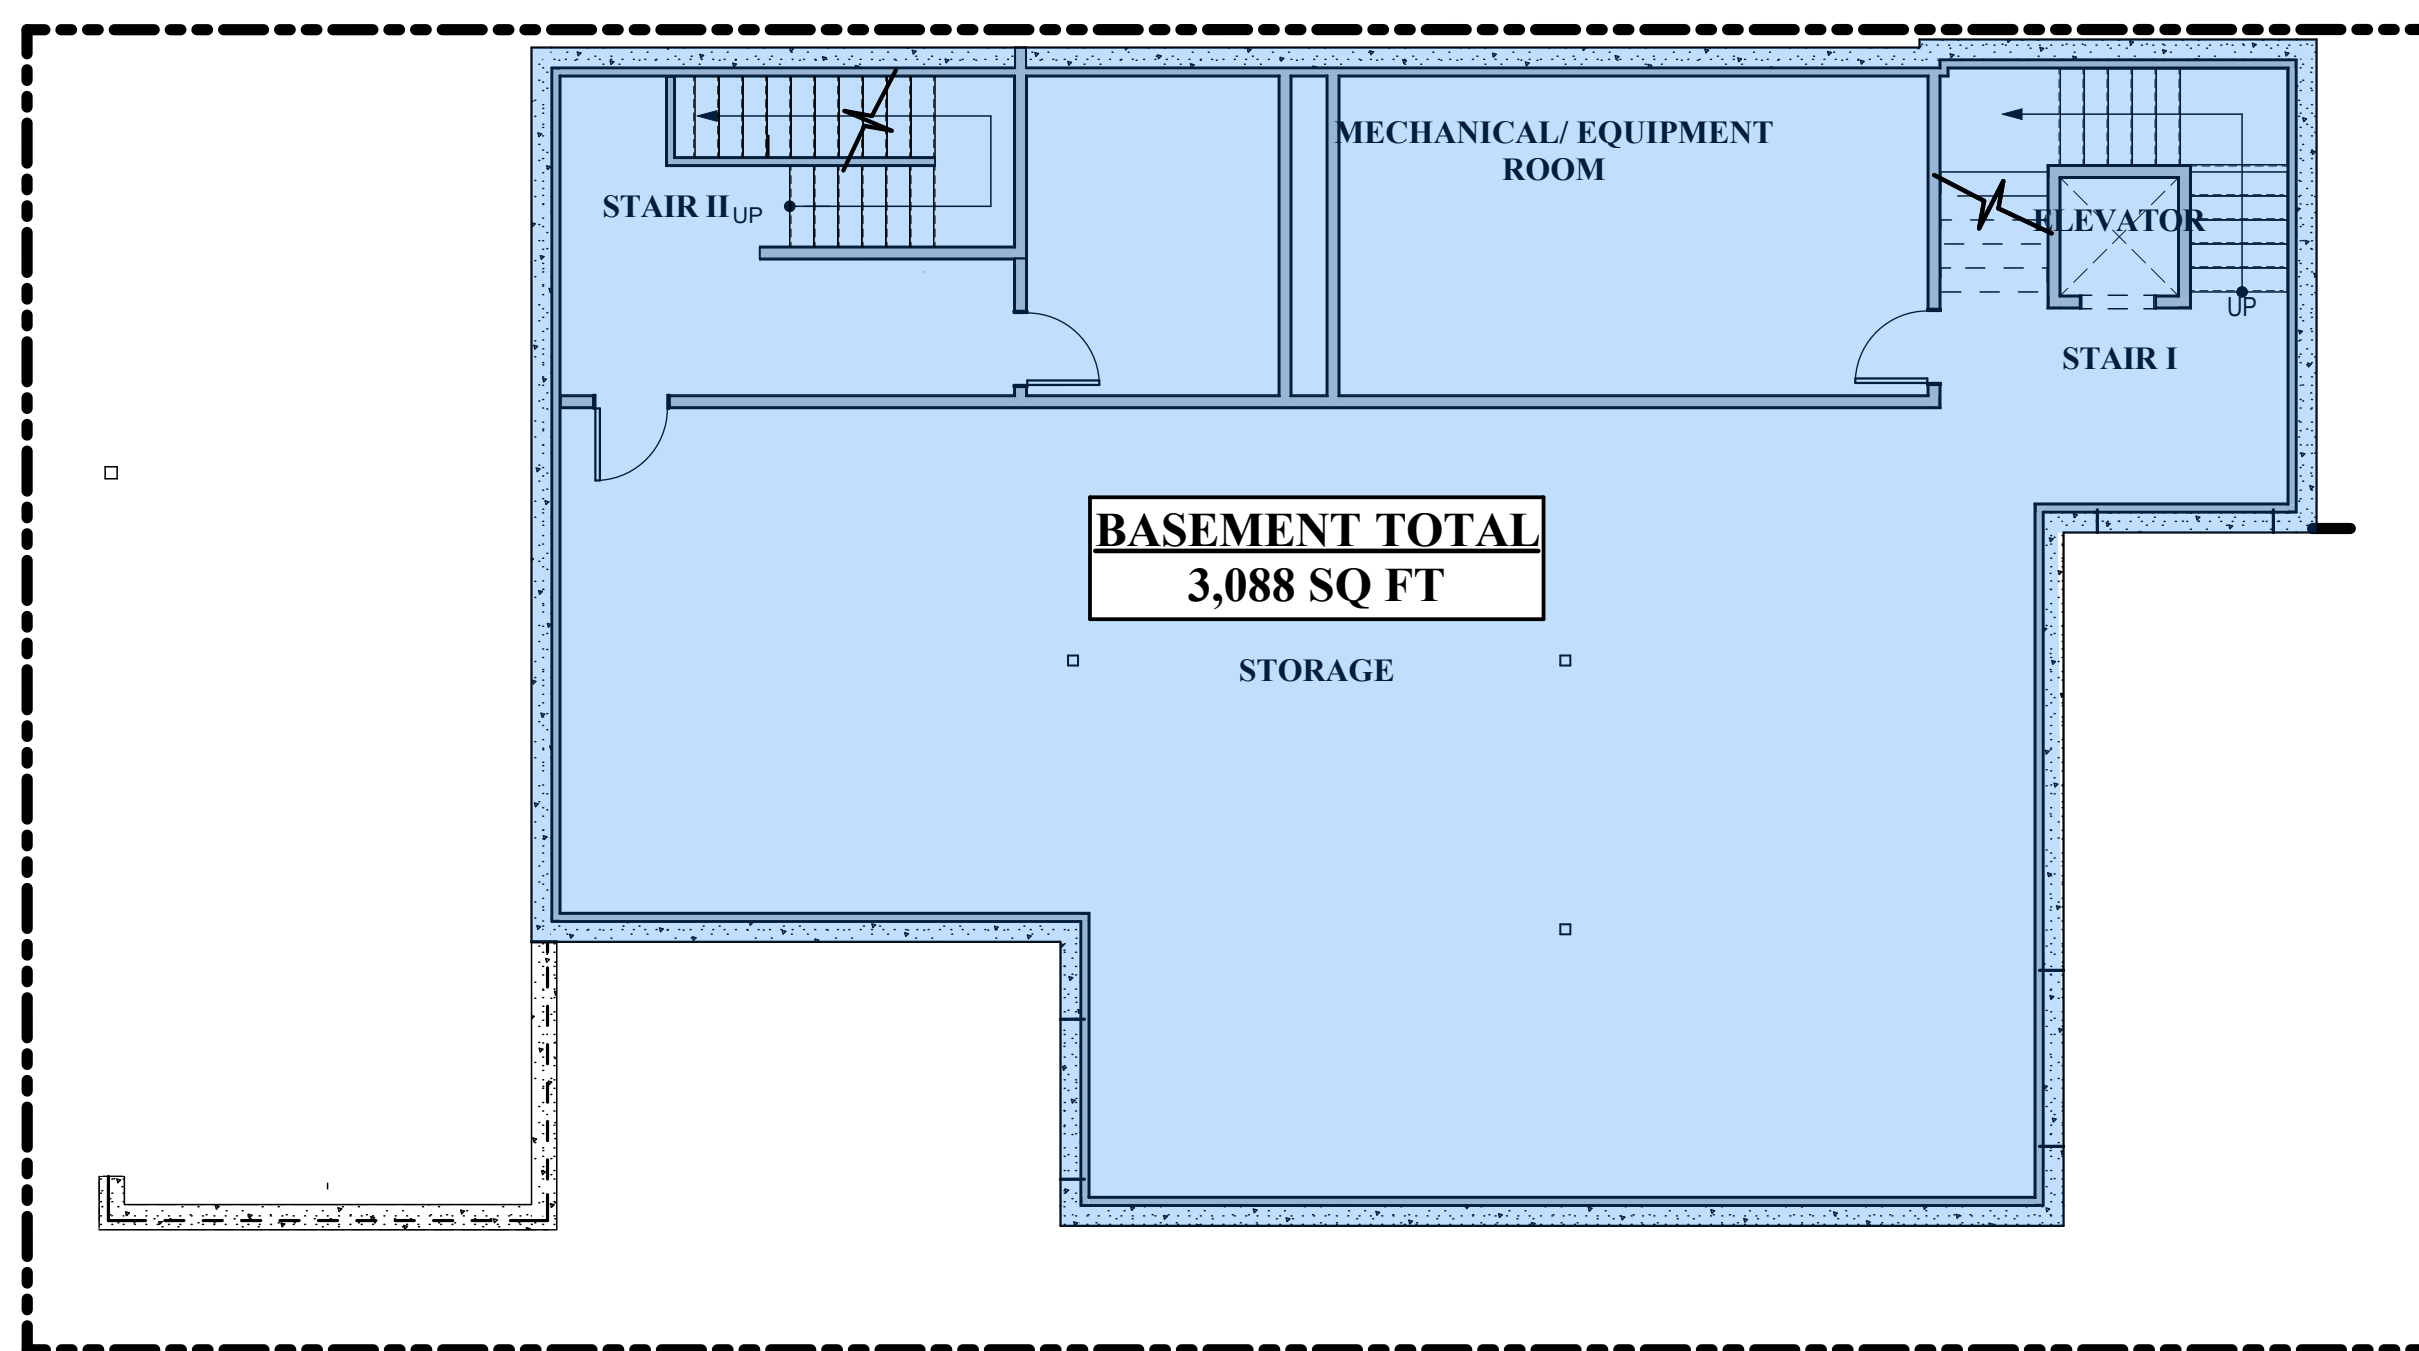 MECHANICAL/ EQUIPMENT
ROOM
STAIR II
UP
ELEVATOR
UP
STAIR I
BASEMENT TOTAL
3,088 SQ FT
STORAGE